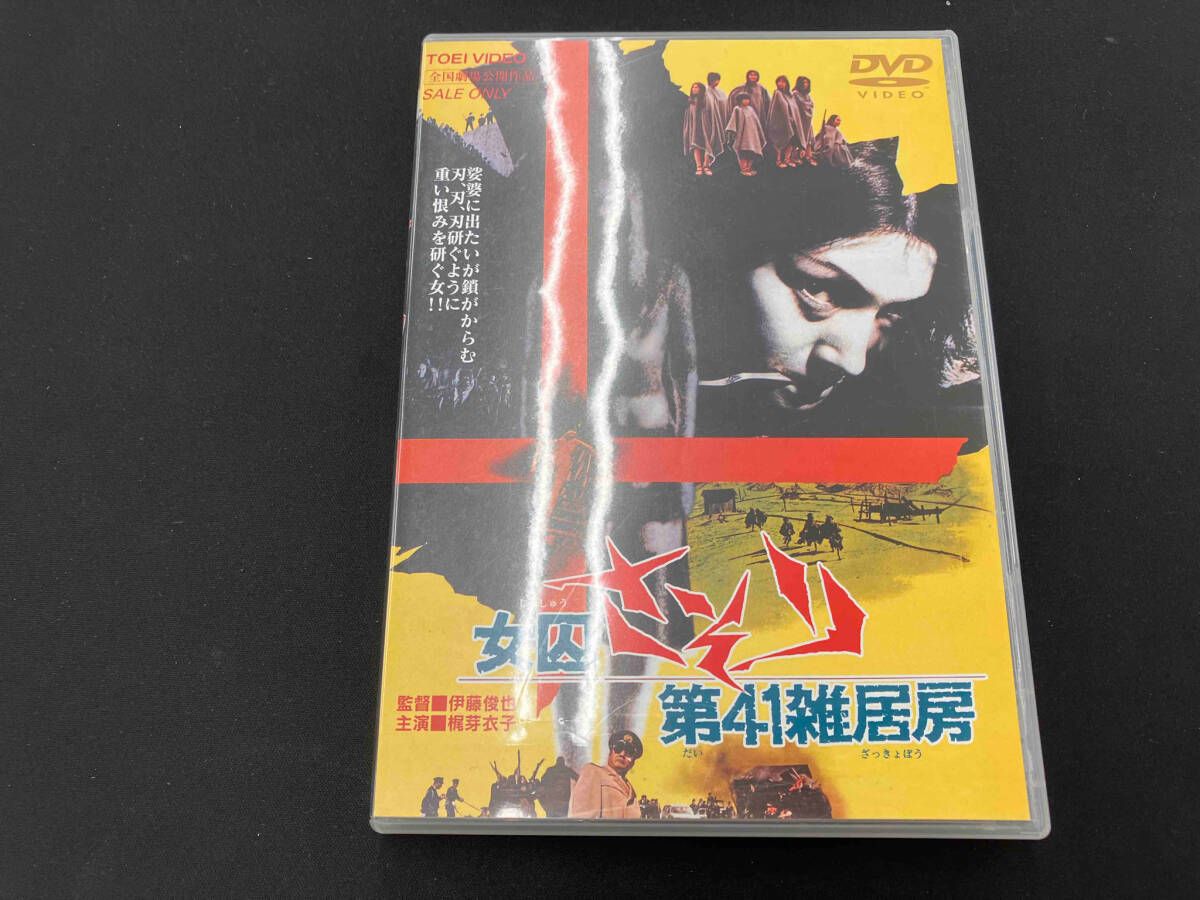 TOEI VIDEO
全国劇場公開作品
SALE ONLY
DVD
VIDEO
娑婆に出たいが鎖がからむ
刃、刃、刃研ぐように
重い恨みを研ぐ女!!
じょしゅう
女囚さそり
第41雑居房
だい
ざっきょぼう
監督■伊藤俊也
主演■梶芽衣子